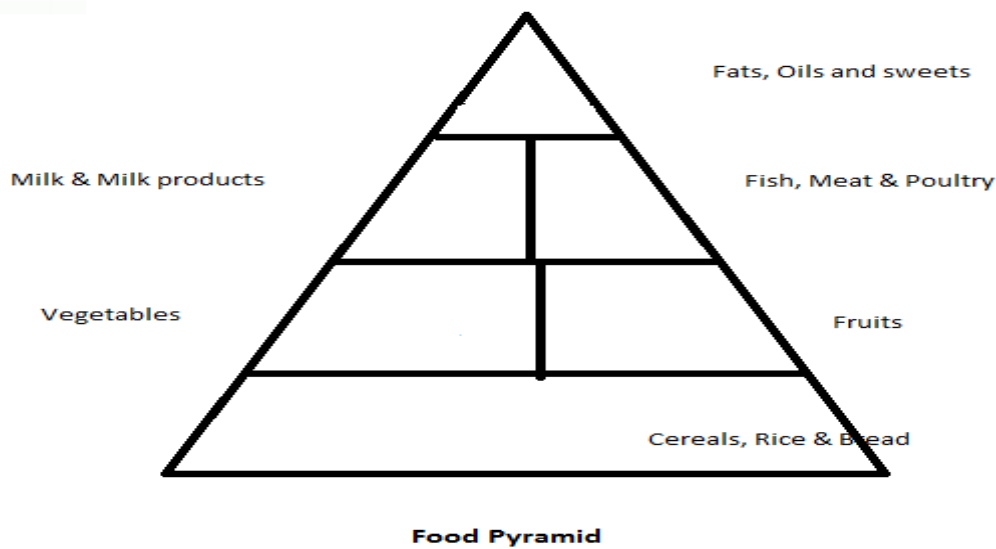 Fats, Oils and sweets
Milk & Milk products
Fish, Meat & Poultry
Vegetables
Fruits
Cereals, Rice & Bread
Food Pyramid